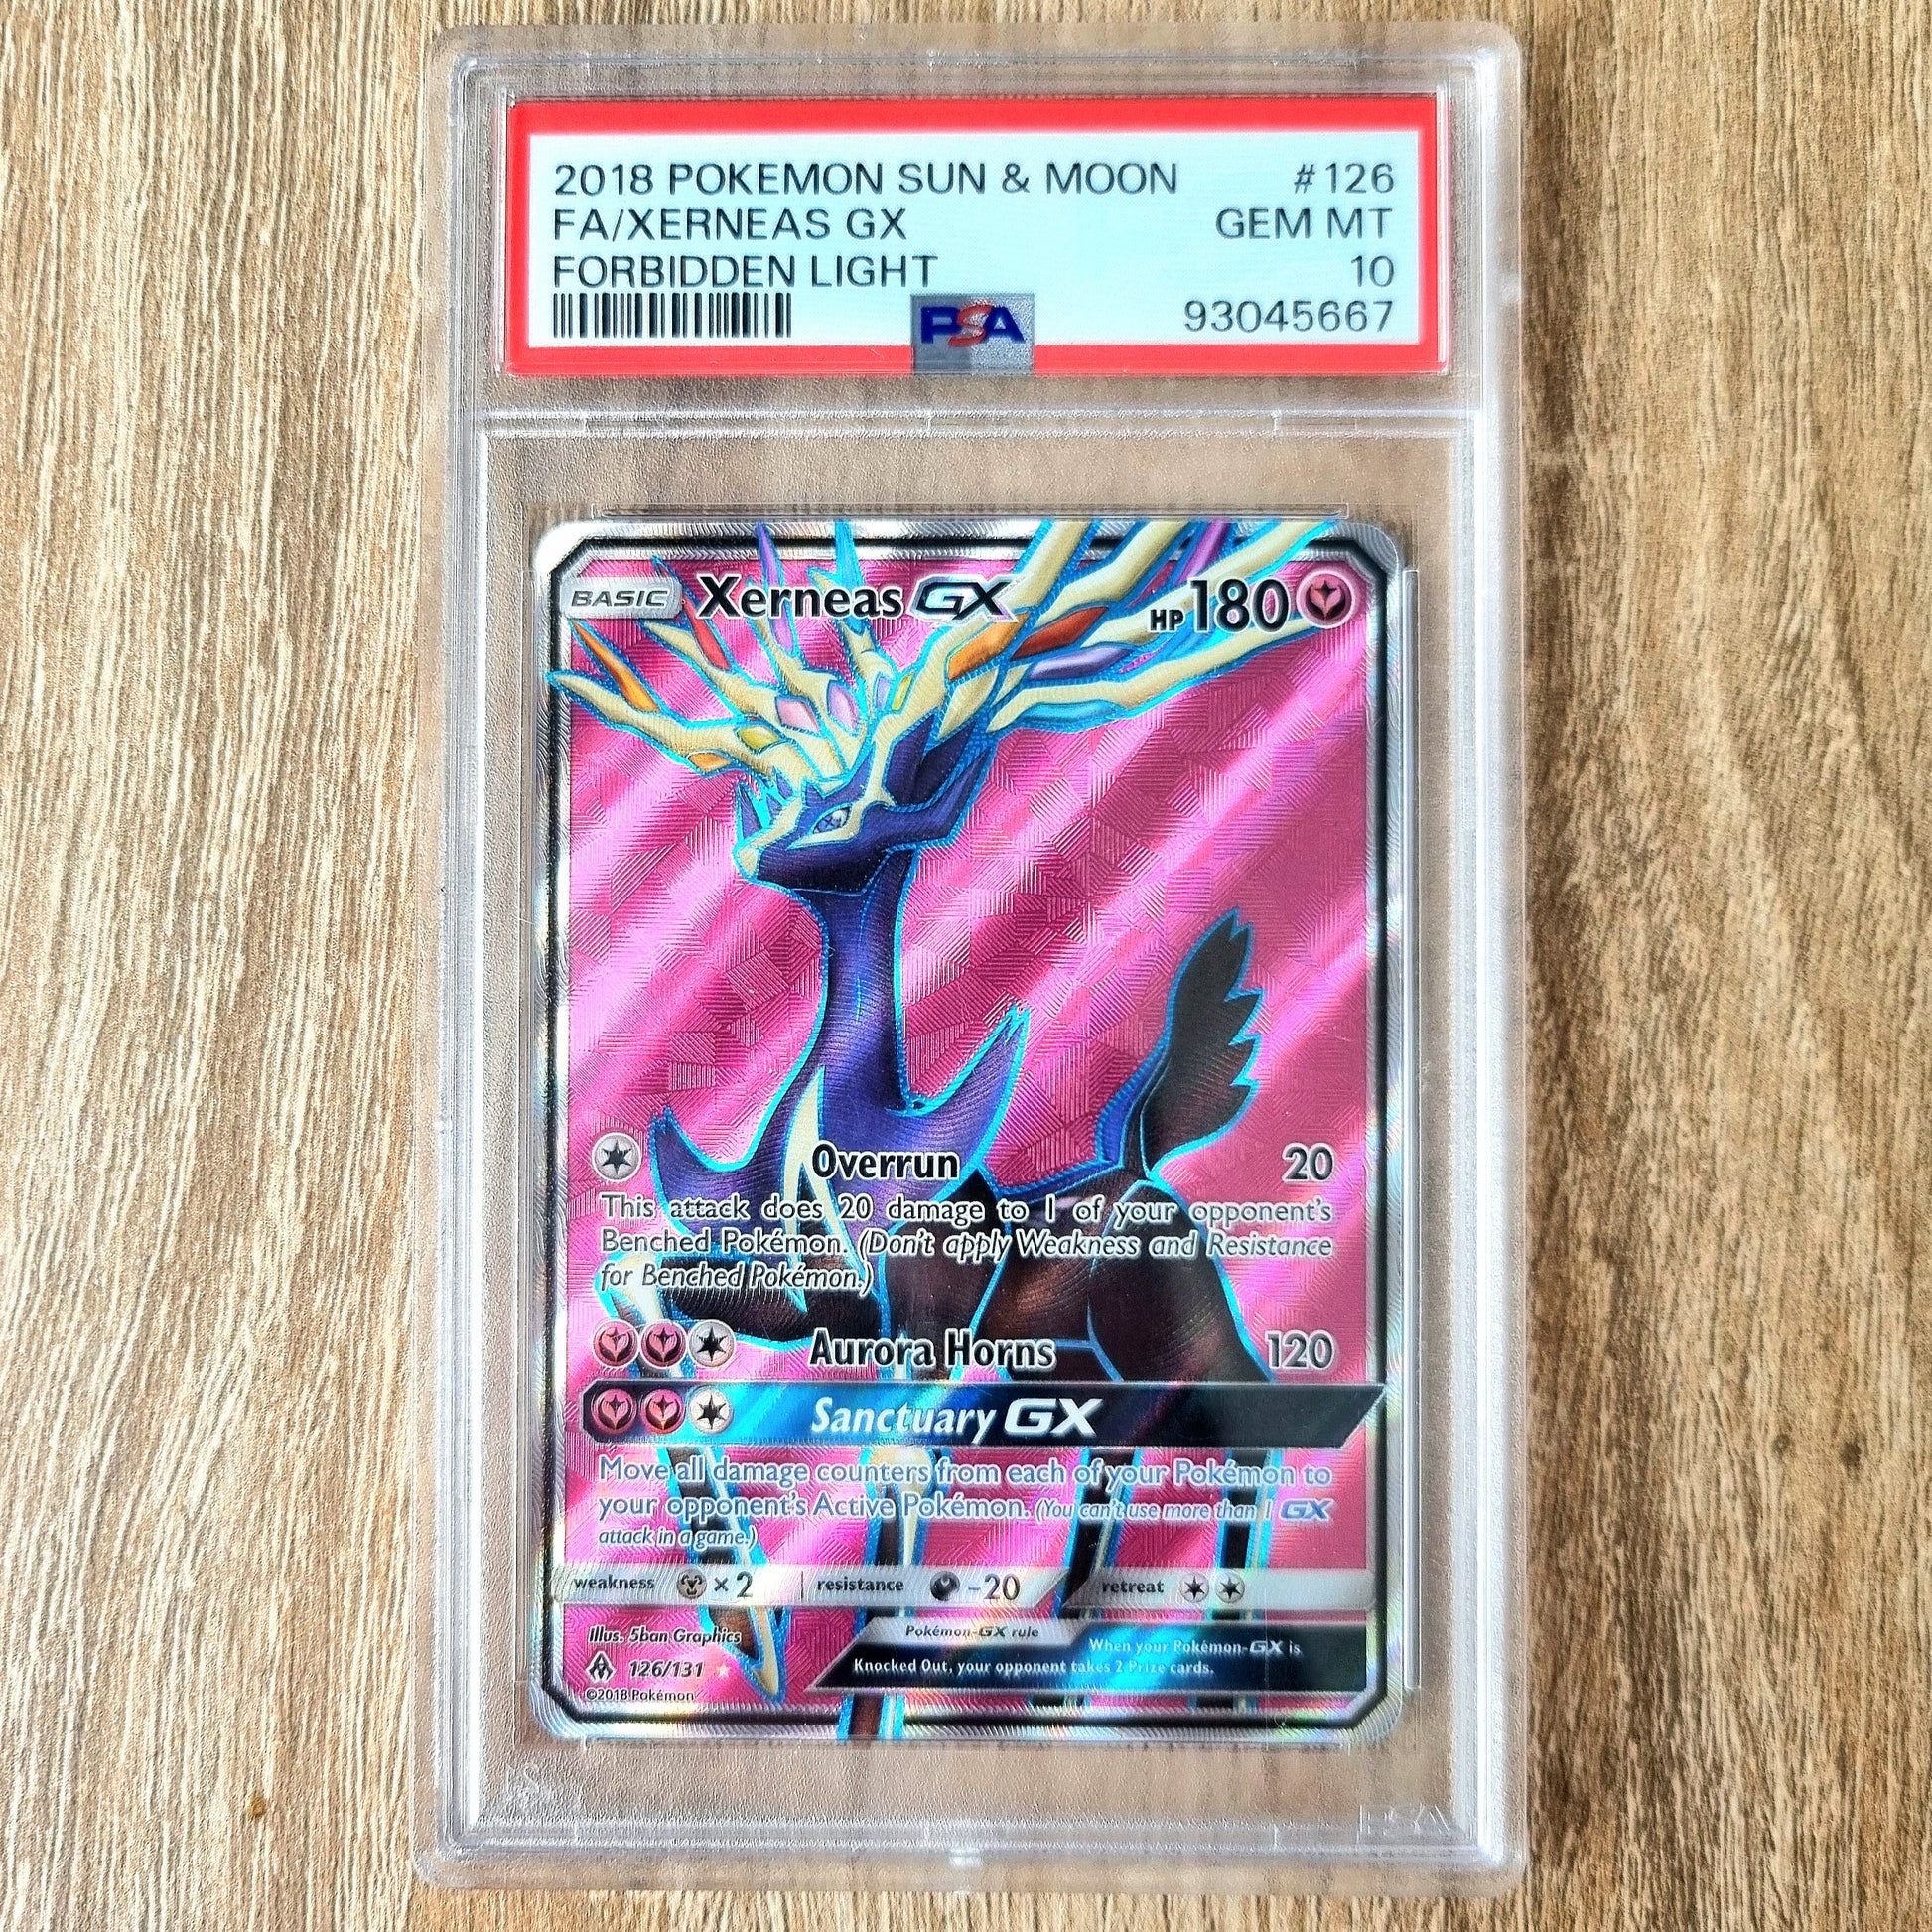 2018 POKEMON SUN & MOON #126
FA/XERNEAS GX GEM MT
FORBIDDEN LIGHT 10
PSA 93045667
BASIC Xerneas GX HP 180
Overrun 20
This attack does 20 damage to 1 of your opponent's
Benched Pokémon. (Don't apply Weakness and Resistance
for Benched Pokémon.)
Aurora Horns 120
Sanctuary GX
Move all damage counters from each of your Pokémon to
your opponent's Active Pokémon. (You can't use more than 1 GX
attack in a game.)
weakness × 2 resistance -20 retreat
Illus. 5ban Graphics
126/131
©2018 Pokémon
Pokémon-GX rule
When your Pokémon-GX is
Knocked Out, your opponent takes 2 Prize cards.
PSA